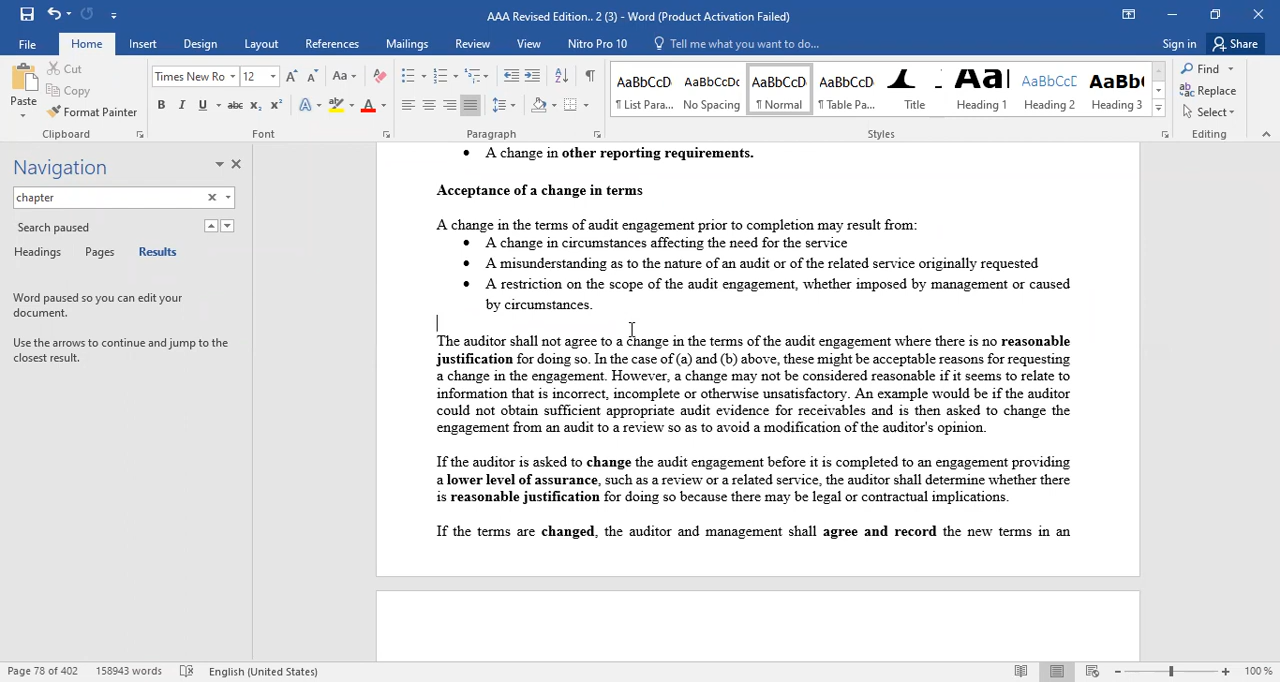 AAA Revised Edition.. 2 (3) - Word (Product Activation Failed)
File Home Insert Design Layout References Mailings Review View Nitro Pro 10 Tell me what you want to do... Sign in Share
Paste
Cut
Copy
Format Painter
Clipboard
Times New Ro 12
Font
Paragraph
AaBbCcD AaBbCcDc AaBbCcD AaBbCcD Aa AaBbCcD AaBbC
¶ List Para... No Spacing ¶ Normal ¶ Table Pa... Title Heading 1 Heading 2 Heading 3
Styles
Find
Replace
Select
Editing
Navigation
chapter
Search paused
Headings Pages Results
Word paused so you can edit your
document.
Use the arrows to continue and jump to the
closest result.
• A change in other reporting requirements.
Acceptance of a change in terms
A change in the terms of audit engagement prior to completion may result from:
• A change in circumstances affecting the need for the service
• A misunderstanding as to the nature of an audit or of the related service originally requested
• A restriction on the scope of the audit engagement, whether imposed by management or caused
by circumstances.
The auditor shall not agree to a change in the terms of the audit engagement where there is no reasonable
justification for doing so. In the case of (a) and (b) above, these might be acceptable reasons for requesting
a change in the engagement. However, a change may not be considered reasonable if it seems to relate to
information that is incorrect, incomplete or otherwise unsatisfactory. An example would be if the auditor
could not obtain sufficient appropriate audit evidence for receivables and is then asked to change the
engagement from an audit to a review so as to avoid a modification of the auditor's opinion.
If the auditor is asked to change the audit engagement before it is completed to an engagement providing
a lower level of assurance, such as a review or a related service, the auditor shall determine whether there
is reasonable justification for doing so because there may be legal or contractual implications.
If the terms are changed, the auditor and management shall agree and record the new terms in an
Page 78 of 402 158943 words English (United States) 100 %